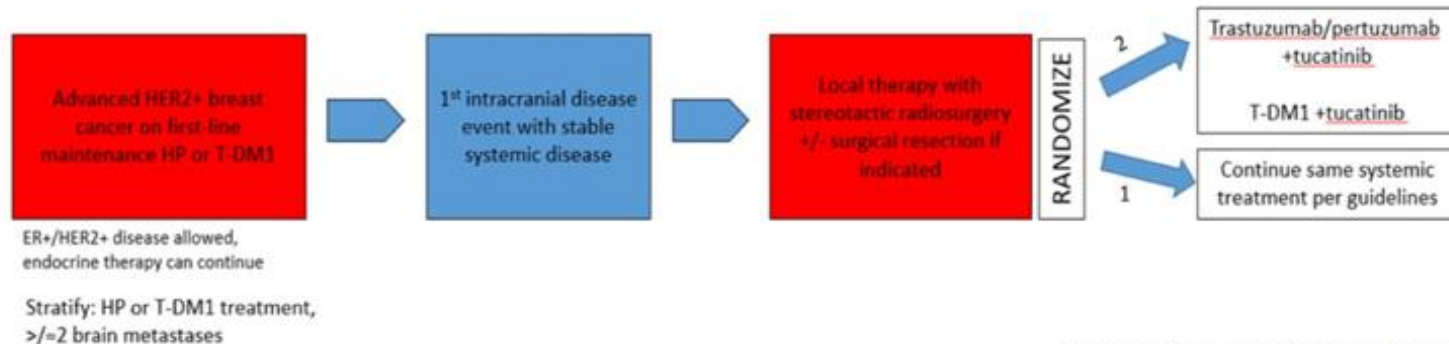 Advanced HER2+ breast
cancer on first-line
maintenance HP or T-DM1
1st intracranial disease
event with stable
systemic disease
Local therapy with
stereotactic radiosurgery
+/- surgical resection if
indicated
RANDOMIZE
2
1
Trastuzumab/pertuzumab
+tucatinib
T-DM1 +tucatinib
Continue same systemic
treatment per guidelines
ER+/HER2+ disease allowed,
endocrine therapy can continue
Stratify: HP or T-DM1 treatment,
>/=2 brain metastases